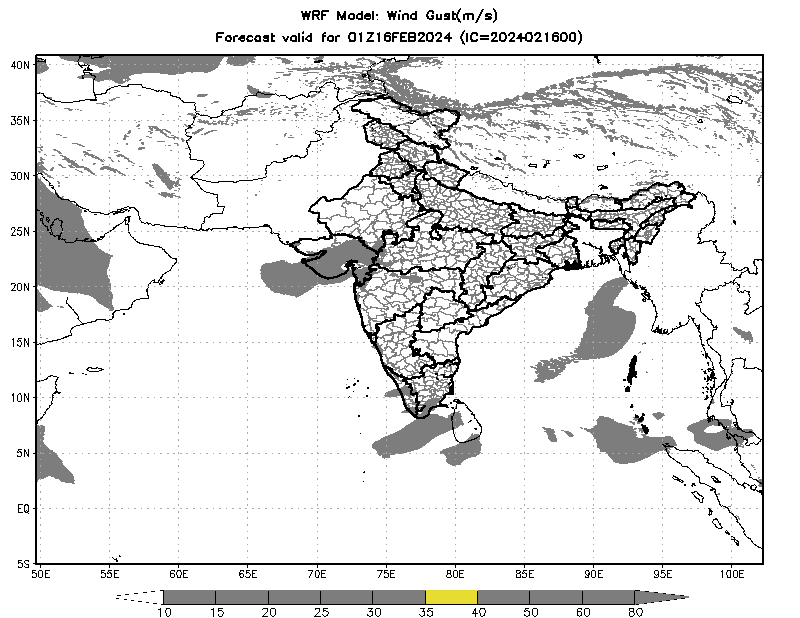 WRF Model: Wind Gust(m/s)
Forecast valid for 01Z16FEB2024 (IC=2024021600)
40N
35N
30N
25N
20N
15N
10N
5N
EQ
5S
50E 55E 60E 65E 70E 75E 80E 85E 90E 95E 100E
10 15 20 25 30 35 40 50 60 80